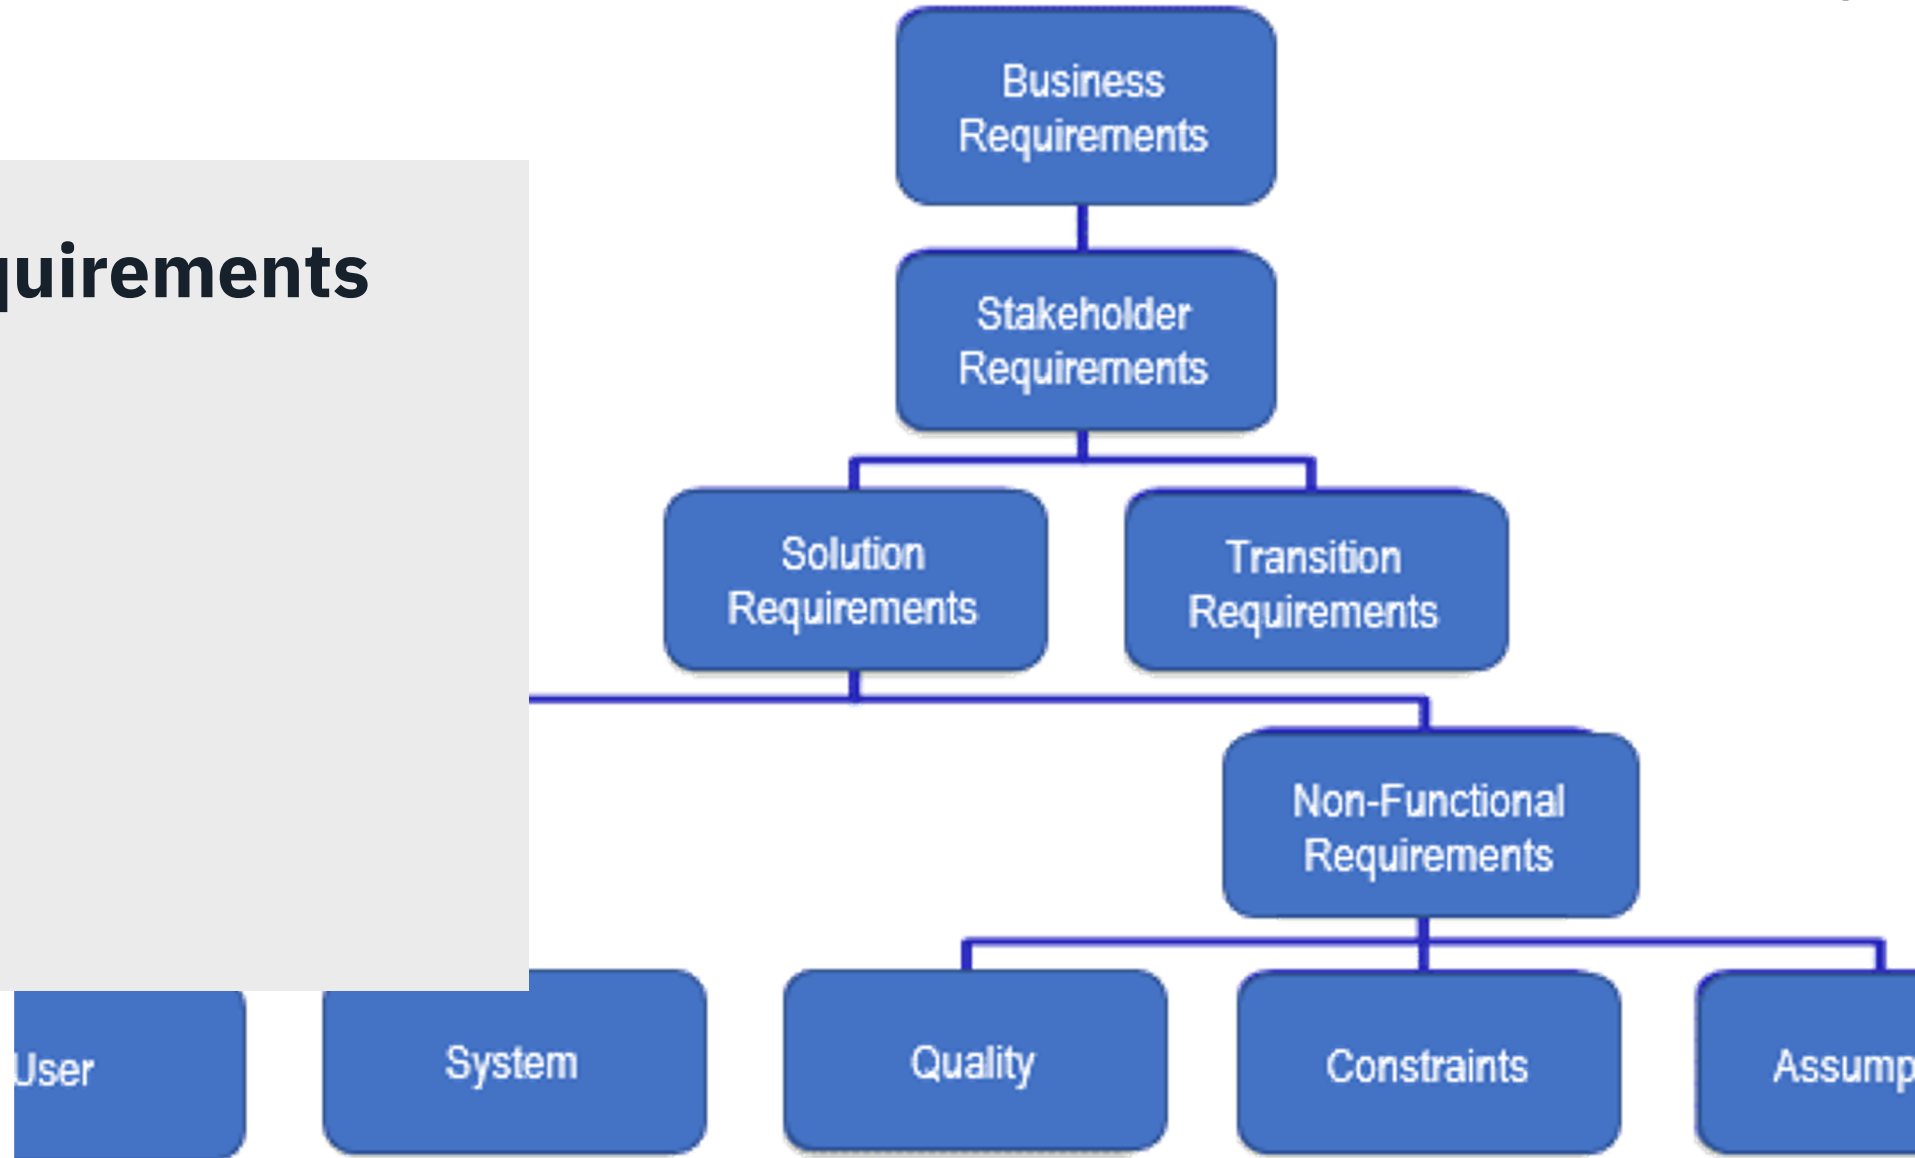 Business
Requirements
quirements
Stakeholder
Requirements
Solution
Requirements
Transition
Requirements
Non-Functional
Requirements
User
System
Quality
Constraints
Assump